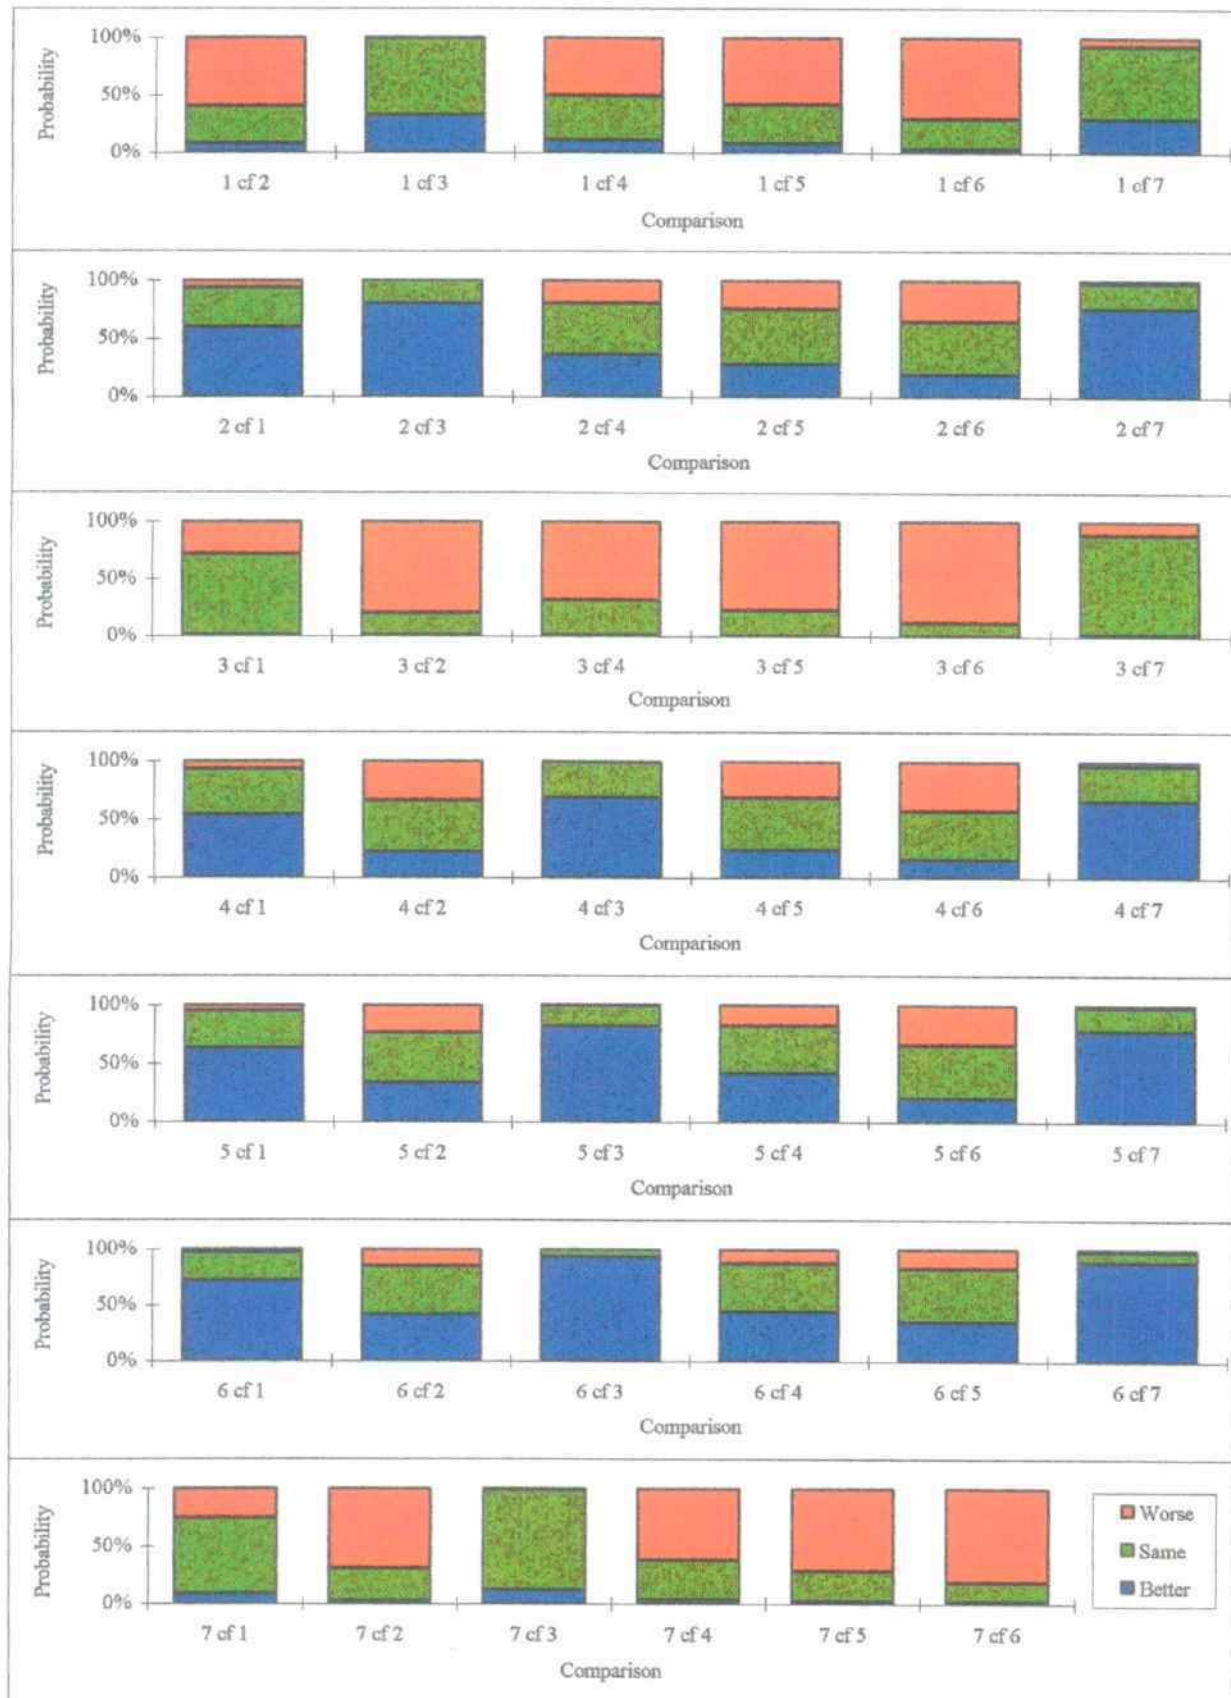 Probability
100%
50%
0%
1 cf 2 1 cf 3 1 cf 4 1 cf 5 1 cf 6 1 cf 7
Comparison
Probability
100%
50%
0%
2 cf 1 2 cf 3 2 cf 4 2 cf 5 2 cf 6 2 cf 7
Comparison
Probability
100%
50%
0%
3 cf 1 3 cf 2 3 cf 4 3 cf 5 3 cf 6 3 cf 7
Comparison
Probability
100%
50%
0%
4 cf 1 4 cf 2 4 cf 3 4 cf 5 4 cf 6 4 cf 7
Comparison
Probability
100%
50%
0%
5 cf 1 5 cf 2 5 cf 3 5 cf 4 5 cf 6 5 cf 7
Comparison
Probability
100%
50%
0%
6 cf 1 6 cf 2 6 cf 3 6 cf 4 6 cf 5 6 cf 7
Comparison
Probability
100%
50%
0%
7 cf 1 7 cf 2 7 cf 3 7 cf 4 7 cf 5 7 cf 6
Comparison
Worse
Same
Better